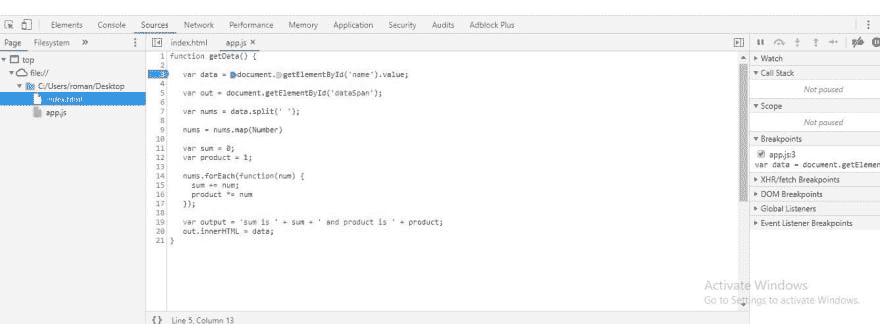 Elements Console Sources Network Performance Memory Application Security Audits Adblock Plus
Page Filesystem »
index.html app.js ×
top
file://
C:/Users/roman/Desktop
index.html
app.js
1 function getData() {
2
3 var data = document.getElementById('name').value;
4
5 var out = document.getElementById('dataSpan');
6
7 var nums = data.split(' ');
8
9 nums = nums.map(Number)
10
11 var sum = 0;
12 var product = 1;
13
14 nums.forEach(function(num) {
15 sum += num;
16 product *= num
17 });
18
19 var output = 'sum is ' + sum + ' and product is ' + product;
20 out.innerHTML = data;
21 }
{} Line 5, Column 13
Watch
Call Stack
Not paused
Scope
Not paused
Breakpoints
app.js:3
var data = document.getElemen
XHR/fetch Breakpoints
DOM Breakpoints
Global Listeners
Event Listener Breakpoints
Activate Windows
Go to Settings to activate Windows.